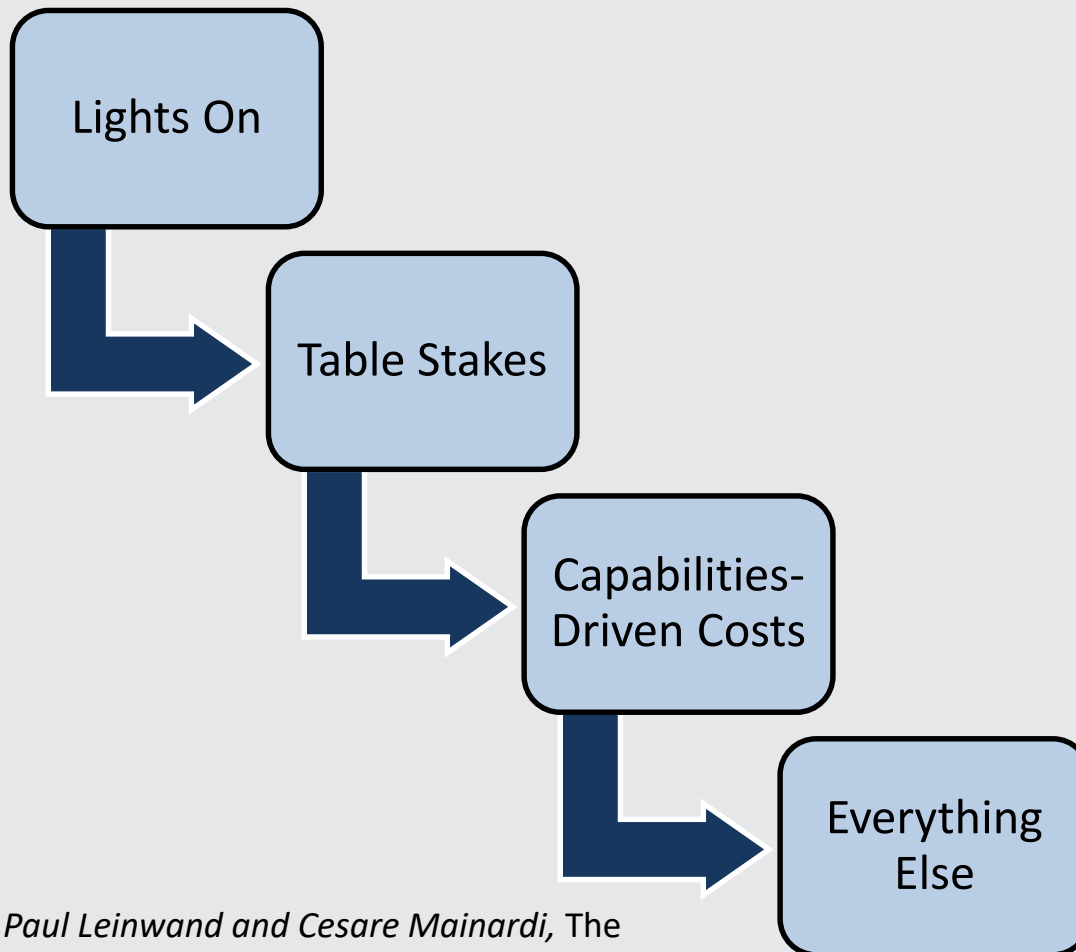 Lights On
Table Stakes
Capabilities-
Driven Costs
Everything
Else
Paul Leinwand and Cesare Mainardi, The